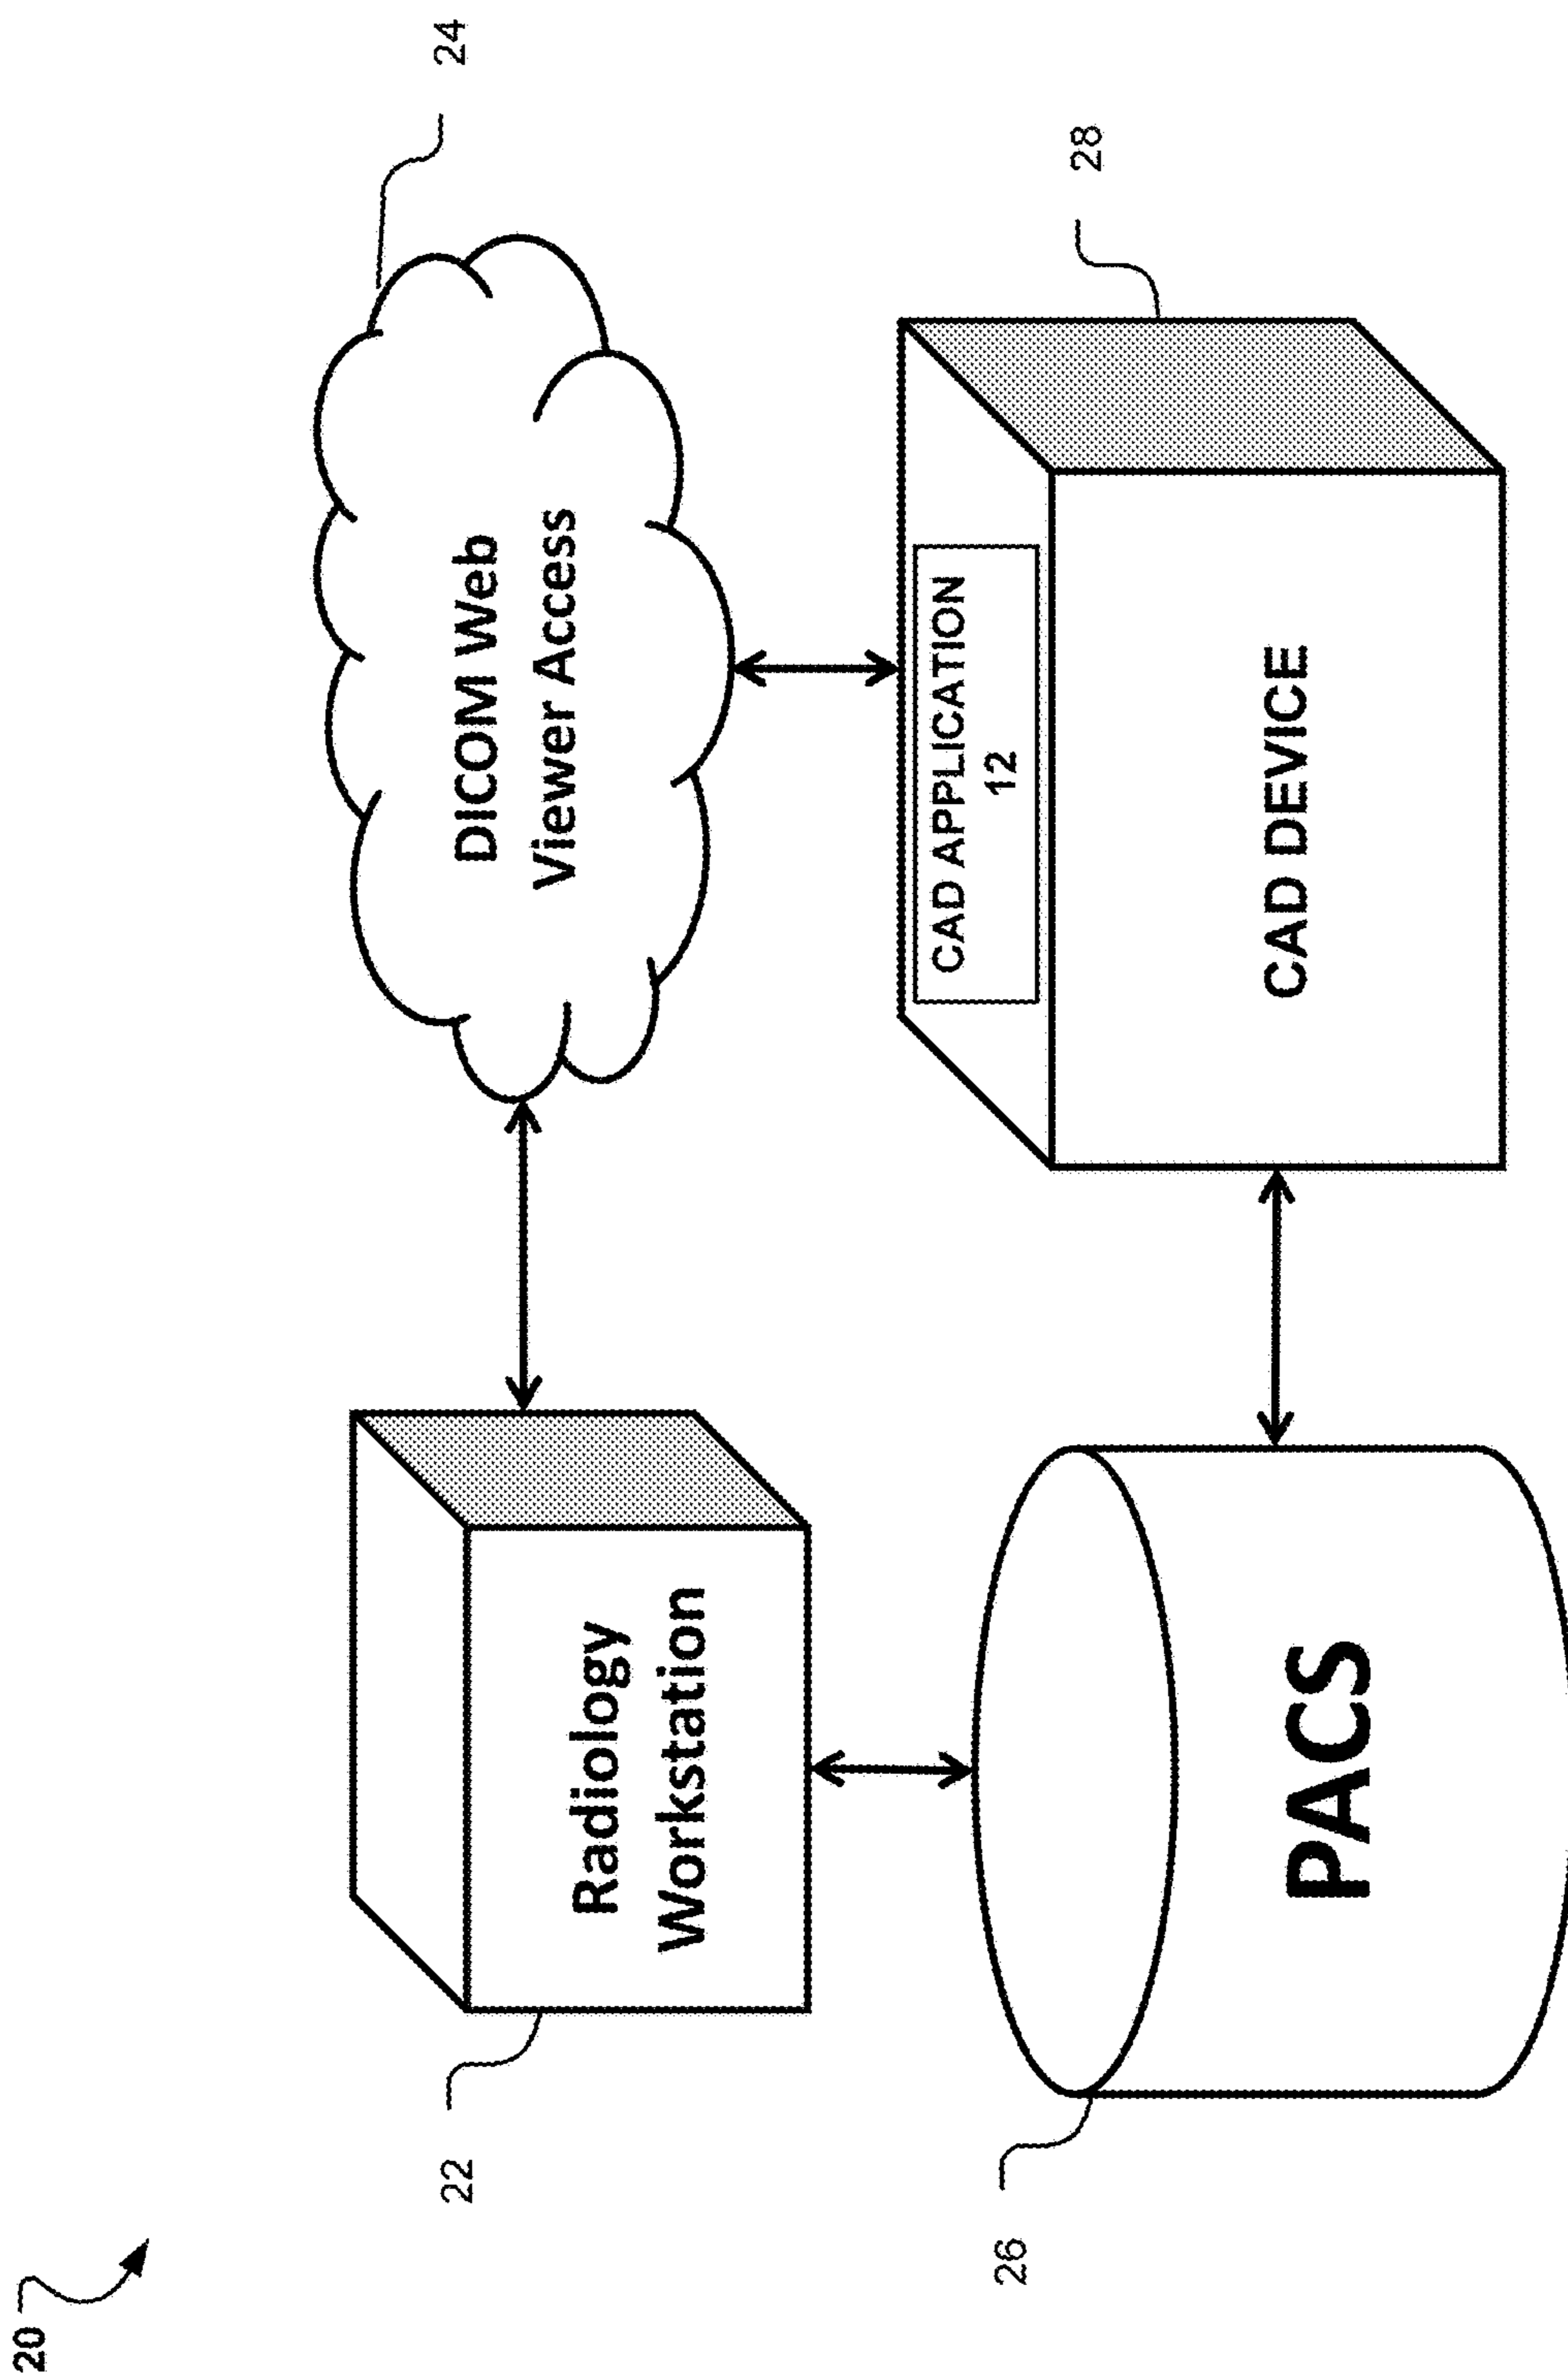 20
22
Radiology
Workstation
24
DICOM Web
Viewer Access
26
PACS
28
CAD APPLICATION
12
CAD DEVICE